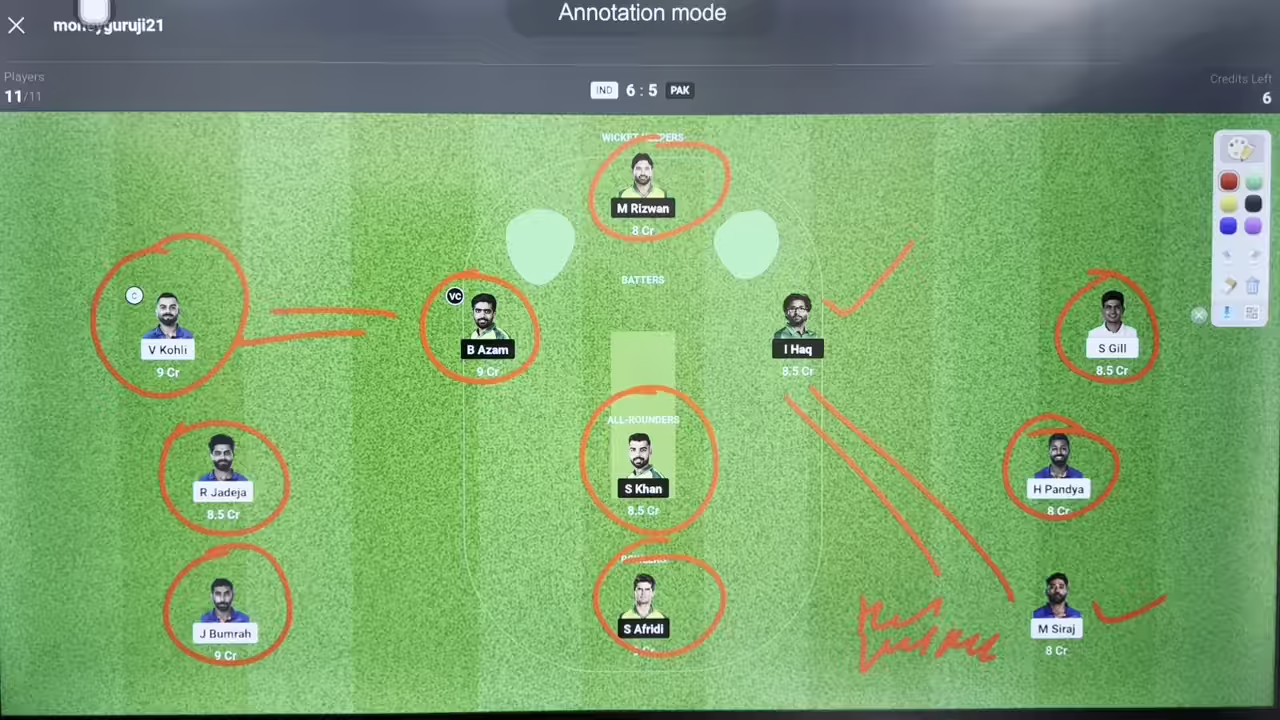 Annotation mode
moneyguruji21
Players
11/11
IND 6 : 5 PAK
Credits Left
6
M Rizwan
8 Cr
BATTERS
C
V Kohli
9 Cr
VC
B Azam
9 Cr
I Haq
8.5 Cr
S Gill
8.5 Cr
ALL-ROUNDERS
R Jadeja
8.5 Cr
S Khan
8.5 Cr
H Pandya
8 Cr
J Bumrah
9 Cr
S Afridi
M Siraj
8 Cr